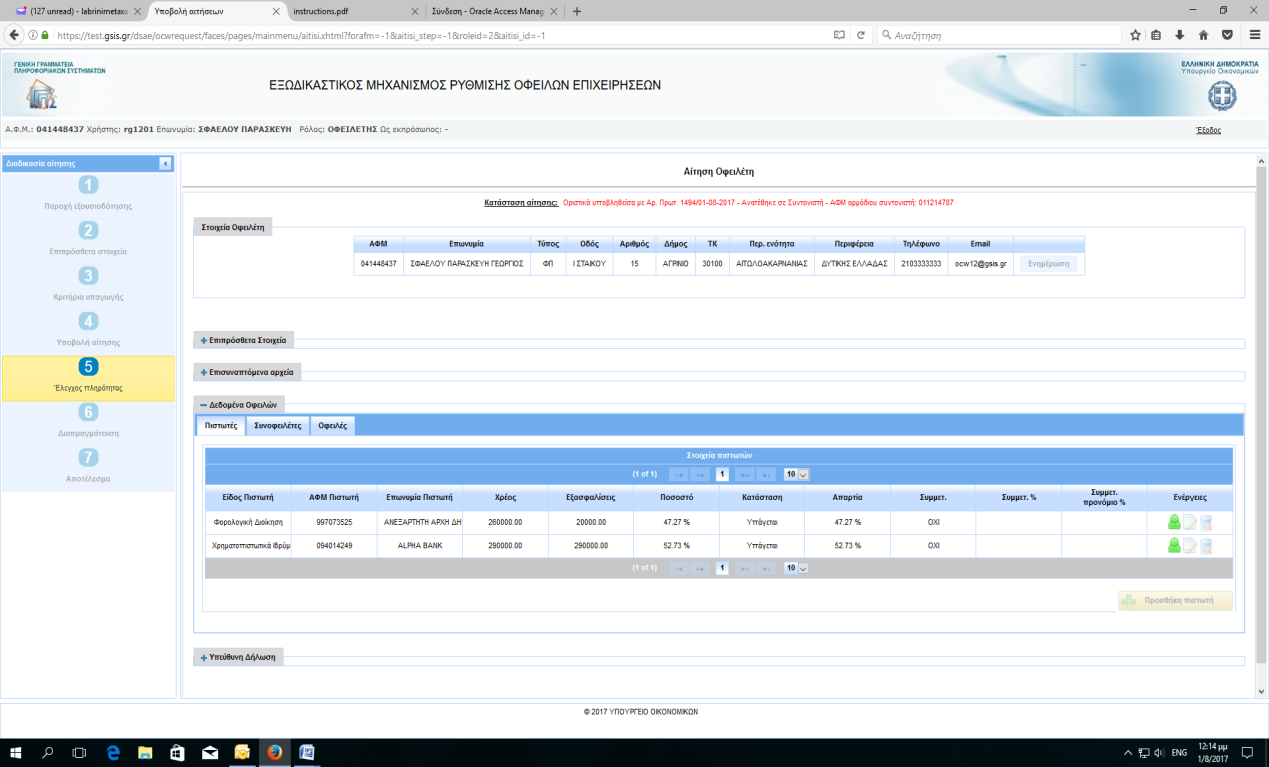 (127 unread) - labrinimetaxa
Υποβολή αιτήσεων
instructions.pdf
Σύνδεση - Oracle Access Manag
https://test.gsis.gr/dsae/ocwrequest/faces/pages/mainmenu/aitisi.xhtml?forafm=-1&aitisi_step=-1&roleid=2&aitisi_id=-1
Αναζήτηση
ΓΕΝΙΚΗ ΓΡΑΜΜΑΤΕΙΑ
ΠΛΗΡΟΦΟΡΙΑΚΩΝ ΣΥΣΤΗΜΑΤΩΝ
ΕΞΩΔΙΚΑΣΤΙΚΟΣ ΜΗΧΑΝΙΣΜΟΣ ΡΥΘΜΙΣΗΣ ΟΦΕΙΛΩΝ ΕΠΙΧΕΙΡΗΣΕΩΝ
ΕΛΛΗΝΙΚΗ ΔΗΜΟΚΡΑΤΙΑ
Υπουργείο Οικονομικών
Α.Φ.Μ.: 041448437 Χρήστης: rg1201 Επωνυμία: ΣΦΑΕΛΟΥ ΠΑΡΑΣΚΕΥΗ Ρόλος: ΟΦΕΙΛΕΤΗΣ Ως εκπρόσωπος: -
Έξοδος
Διαδικασία αίτησης
1
Παροχή εξουσιοδότησης
2
Επιπρόσθετα στοιχεία
3
Κριτήρια υπαγωγής
4
Υποβολή αίτησης
5
Έλεγχος πληρότητας
6
Διαπραγμάτευση
7
Αποτέλεσμα
Αίτηση Οφειλέτη
Κατάσταση αίτησης: Οριστικά υποβληθείσα με Αρ. Πρωτ. 1494/01-08-2017 - Ανατέθηκε σε Συντονιστή - ΑΦΜ αρμόδιου συντονιστή: 011214787
Στοιχεία Οφειλέτη
ΑΦΜ Επωνυμία Τύπος Οδός Αριθμός Δήμος ΤΚ Περ. ενότητα Περιφέρεια Τηλέφωνο Email
041448437 ΣΦΑΕΛΟΥ ΠΑΡΑΣΚΕΥΗ ΓΕΩΡΓΙΟΣ ΦΠ Ι ΣΤΑΙΚΟΥ 15 ΑΓΡΙΝΙΟ 30100 ΑΙΤΩΛΟΑΚΑΡΝΑΝΙΑΣ ΔΥΤΙΚΗΣ ΕΛΛΑΔΑΣ 2103333333 ocw12@gsis.gr Ενημέρωση
Επιπρόσθετα Στοιχεία
Επισυναπτόμενα αρχεία
Δεδομένα Οφειλών
Πιστωτές Συνοφειλέτες Οφειλές
Στοιχεία πιστωτών
(1 of 1) 1 10
Είδος Πιστωτή ΑΦΜ Πιστωτή Επωνυμία Πιστωτή Χρέος Εξασφαλίσεις Ποσοστό Κατάσταση Απαρτία Συμμετ. Συμμετ. % Συμμετ. προνόμιο % Ενέργειες
Φορολογική Διοίκηση 997073525 ΑΝΕΞΑΡΤΗΤΗ ΑΡΧΗ ΔΗ 260000.00 20000.00 47.27 % Υπάγεται 47.27 % ΟΧΙ
Χρηματοπιστωτικά Ιδρύμ 094014249 ALPHA BANK 290000.00 290000.00 52.73 % Υπάγεται 52.73 % ΟΧΙ
(1 of 1) 1 10
Προσθήκη πιστωτή
Υπεύθυνη Δήλωση
© 2017 ΥΠΟΥΡΓΕΙΟ ΟΙΚΟΝΟΜΙΚΩΝ
ENG
12:14 μμ
1/8/2017